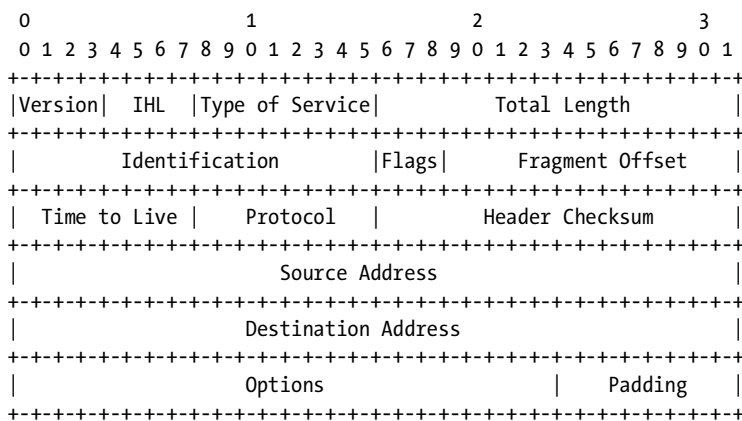 0                   1                   2                   3
0 1 2 3 4 5 6 7 8 9 0 1 2 3 4 5 6 7 8 9 0 1 2 3 4 5 6 7 8 9 0 1
+-+-+-+-+-+-+-+-+-+-+-+-+-+-+-+-+-+-+-+-+-+-+-+-+-+-+-+-+-+-+-+-+
|Version|  IHL  |Type of Service|          Total Length         |
+-+-+-+-+-+-+-+-+-+-+-+-+-+-+-+-+-+-+-+-+-+-+-+-+-+-+-+-+-+-+-+-+
|         Identification        |Flags|      Fragment Offset    |
+-+-+-+-+-+-+-+-+-+-+-+-+-+-+-+-+-+-+-+-+-+-+-+-+-+-+-+-+-+-+-+-+
|  Time to Live |    Protocol   |         Header Checksum       |
+-+-+-+-+-+-+-+-+-+-+-+-+-+-+-+-+-+-+-+-+-+-+-+-+-+-+-+-+-+-+-+-+
|                       Source Address                          |
+-+-+-+-+-+-+-+-+-+-+-+-+-+-+-+-+-+-+-+-+-+-+-+-+-+-+-+-+-+-+-+-+
|                    Destination Address                        |
+-+-+-+-+-+-+-+-+-+-+-+-+-+-+-+-+-+-+-+-+-+-+-+-+-+-+-+-+-+-+-+-+
|                    Options                    |    Padding    |
+-+-+-+-+-+-+-+-+-+-+-+-+-+-+-+-+-+-+-+-+-+-+-+-+-+-+-+-+-+-+-+-+